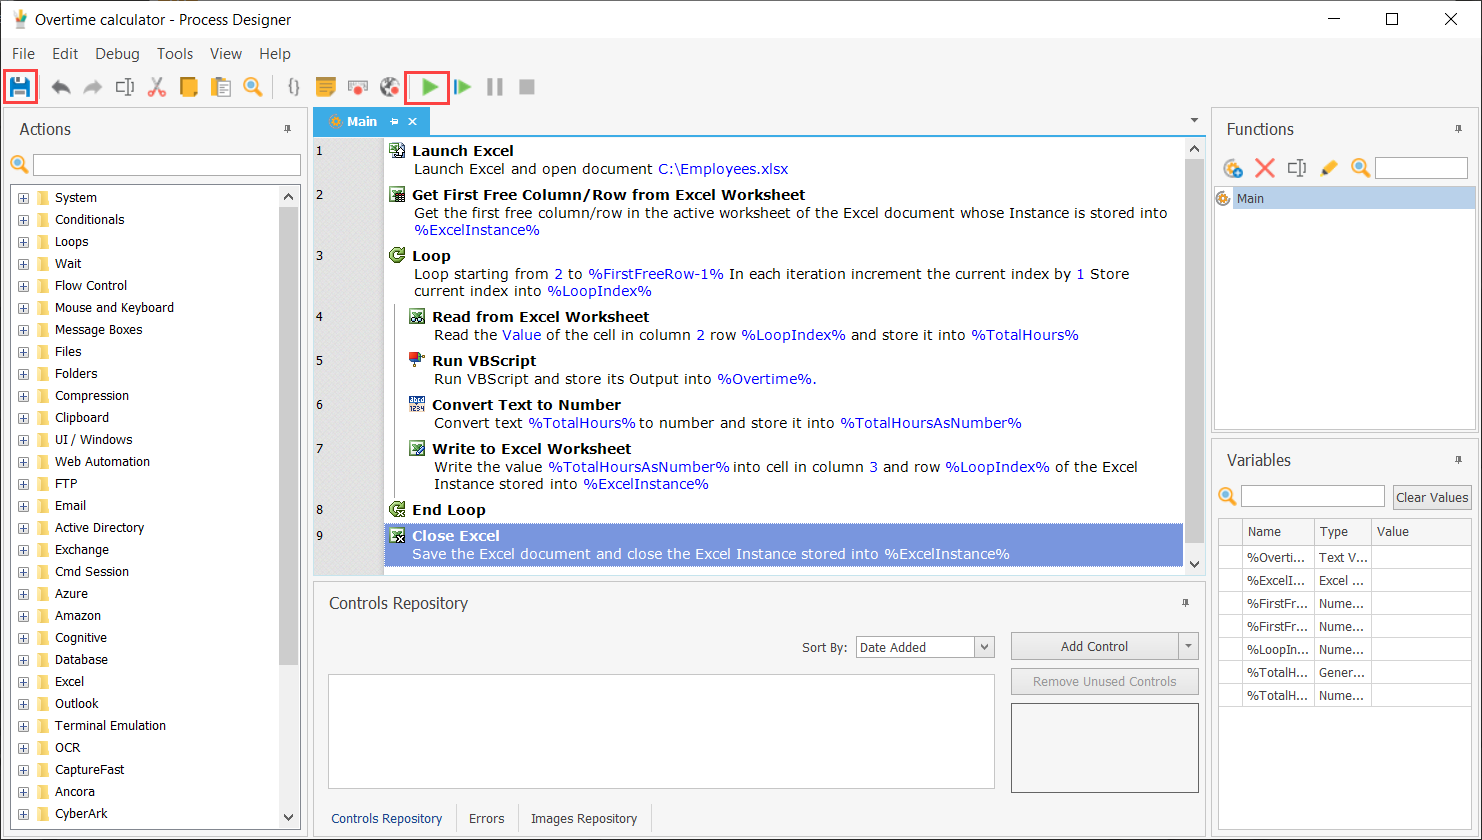 Overtime calculator - Process Designer
File Edit Debug Tools View Help
Actions
System
Conditionals
Loops
Wait
Flow Control
Mouse and Keyboard
Message Boxes
Files
Folders
Compression
Clipboard
UI / Windows
Web Automation
FTP
Email
Active Directory
Exchange
Cmd Session
Azure
Amazon
Cognitive
Database
Excel
Outlook
Terminal Emulation
OCR
CaptureFast
Ancora
CyberArk
Main
1 Launch Excel
Launch Excel and open document C:\Employees.xlsx
2 Get First Free Column/Row from Excel Worksheet
Get the first free column/row in the active worksheet of the Excel document whose Instance is stored into
%ExcelInstance%
3 Loop
Loop starting from 2 to %FirstFreeRow-1% In each iteration increment the current index by 1 Store
current index into %LoopIndex%
4 Read from Excel Worksheet
Read the Value of the cell in column 2 row %LoopIndex% and store it into %TotalHours%
5 Run VBScript
Run VBScript and store its Output into %Overtime%.
6 Convert Text to Number
Convert text %TotalHours% to number and store it into %TotalHoursAsNumber%
7 Write to Excel Worksheet
Write the value %TotalHoursAsNumber% into cell in column 3 and row %LoopIndex% of the Excel
Instance stored into %ExcelInstance%
8 End Loop
9 Close Excel
Save the Excel document and close the Excel Instance stored into %ExcelInstance%
Controls Repository
Sort By: Date Added
Add Control
Remove Unused Controls
Controls Repository Errors Images Repository
Functions
Main
Variables
Clear Values
Name Type Value
%Overti... Text V...
%ExcelI... Excel ...
%FirstFr... Nume...
%FirstFr... Nume...
%LoopIn... Nume...
%TotalH... Gener...
%TotalH... Nume...